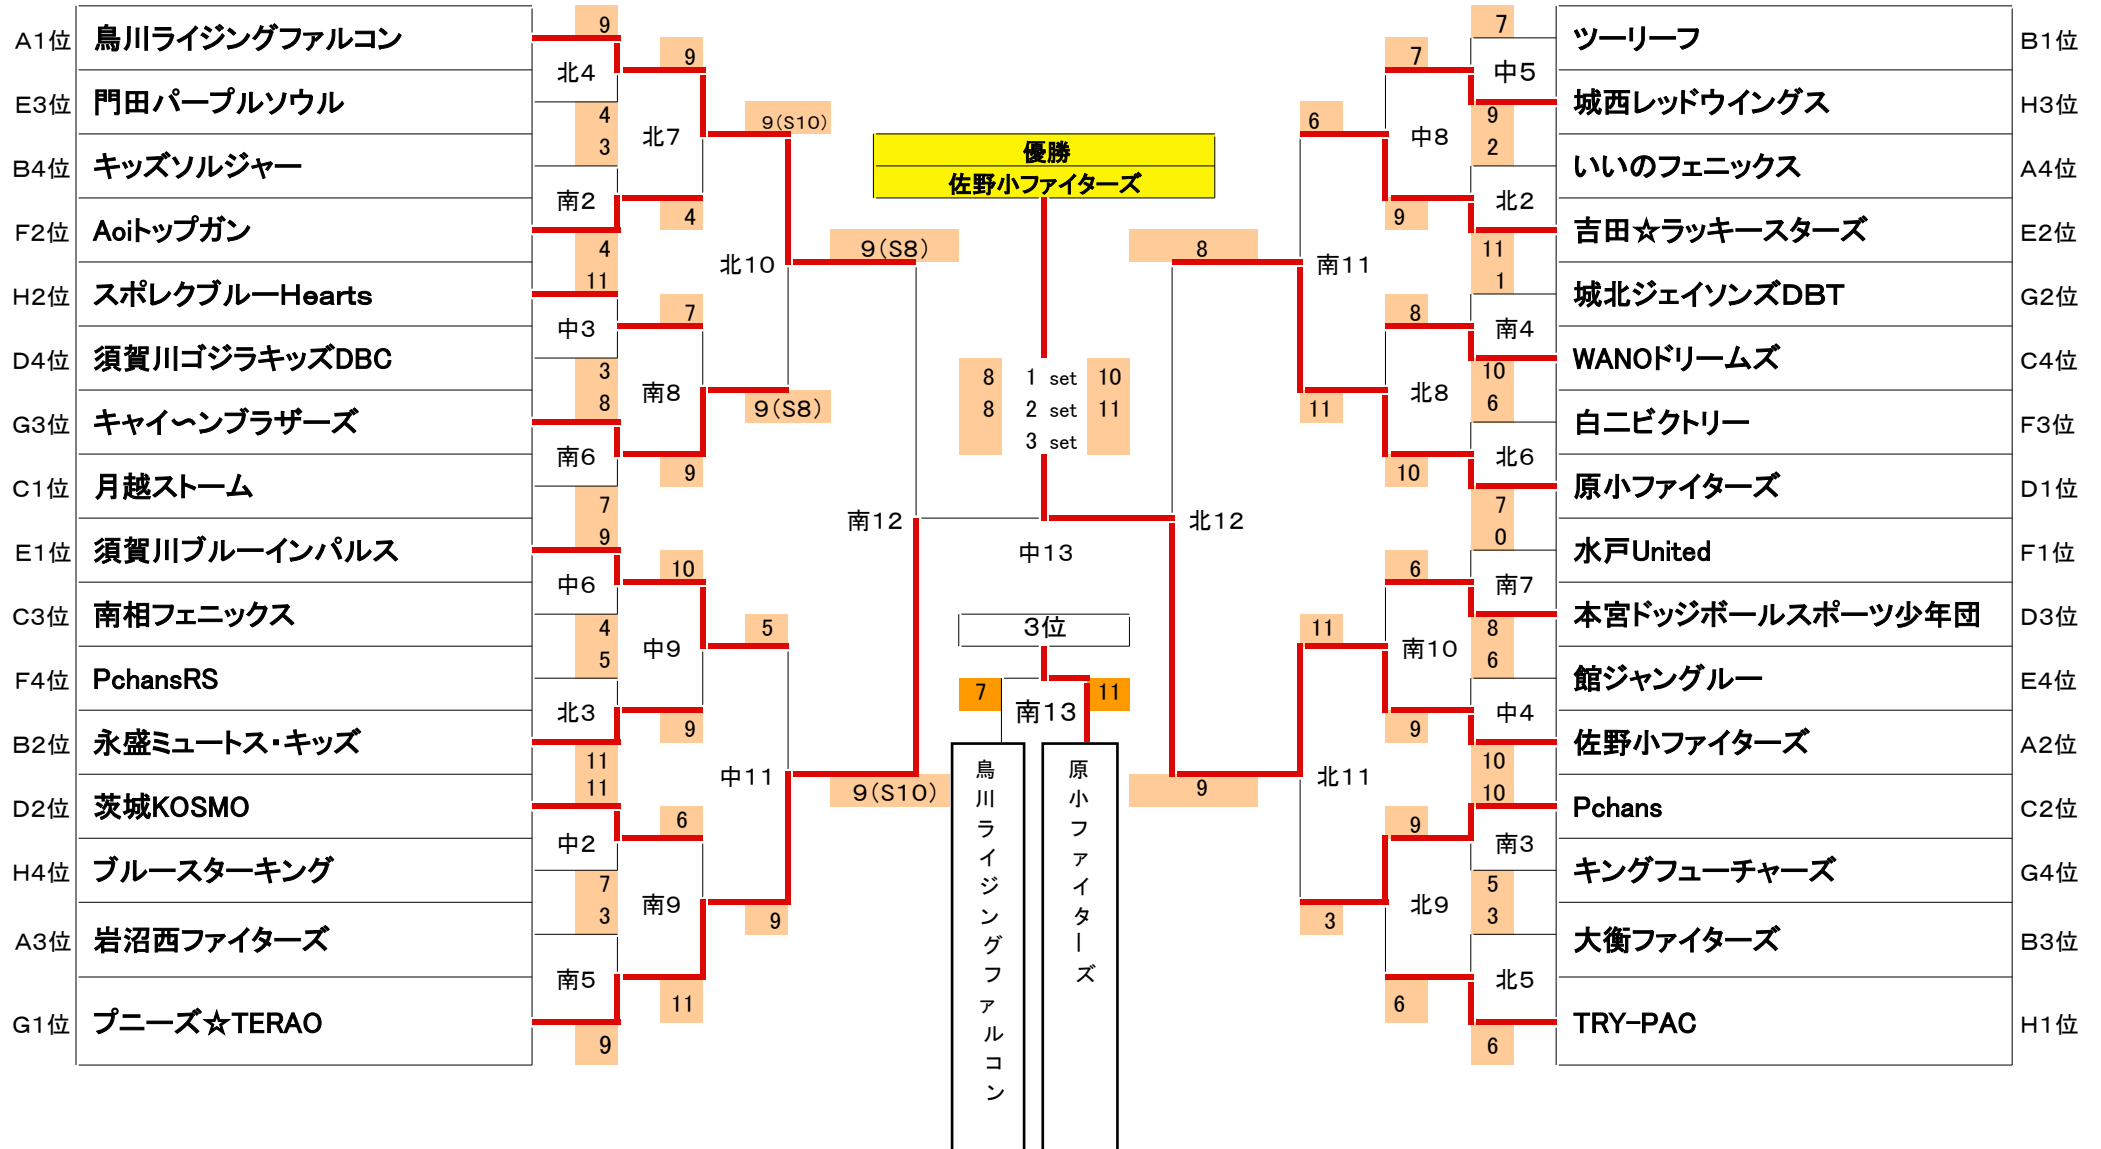 A1位 鳥川ライジングファルコン 9
北4
9
E3位 門田パープルソウル 4
北7
9(S10)
B4位 キッズソルジャー 3
南2
4
F2位 Aoiトップガン 4
北10
9(S8)
H2位 スポレクブルーHearts 11
中3
7
D4位 須賀川ゴジラキッズDBC 3
南8
9(S8)
G3位 キャイ〜ンブラザーズ 8
南6
9
C1位 月越ストーム 7
南12
E1位 須賀川ブルーインパルス 9
中6
10
C3位 南相フェニックス 4
中9
5
F4位 PchansRS 5
北3
9
B2位 永盛ミュートス・キッズ 11
中11
9(S10)
D2位 茨城KOSMO 11
中2
6
H4位 ブルースターキング 7
南9
9
A3位 岩沼西ファイターズ 3
南5
11
G1位 プニーズ☆TERAO 9
優勝
佐野小ファイターズ
8 1 set 10
8 2 set 11
3 set
中13
3位
7 南13 11
鳥川ライジングファルコン
原小ファイターズ
7 ツーリーフ B1位
中5
7
9 城西レッドウイングス H3位
中8
6
2 いいのフェニックス A4位
北2
9
11 吉田☆ラッキースターズ E2位
南11
8
1 城北ジェイソンズDBT G2位
南4
8
10 WANOドリームズ C4位
北8
11
6 白二ビクトリー F3位
北6
10
7 原小ファイターズ D1位
北12
0 水戸United F1位
南7
6
8 本宮ドッジボールスポーツ少年団 D3位
南10
11
6 館ジャングルー E4位
中4
9
10 佐野小ファイターズ A2位
北11
9
10 Pchans C2位
南3
9
5 キングフューチャーズ G4位
北9
3
3 大衡ファイターズ B3位
北5
6
6 TRY-PAC H1位